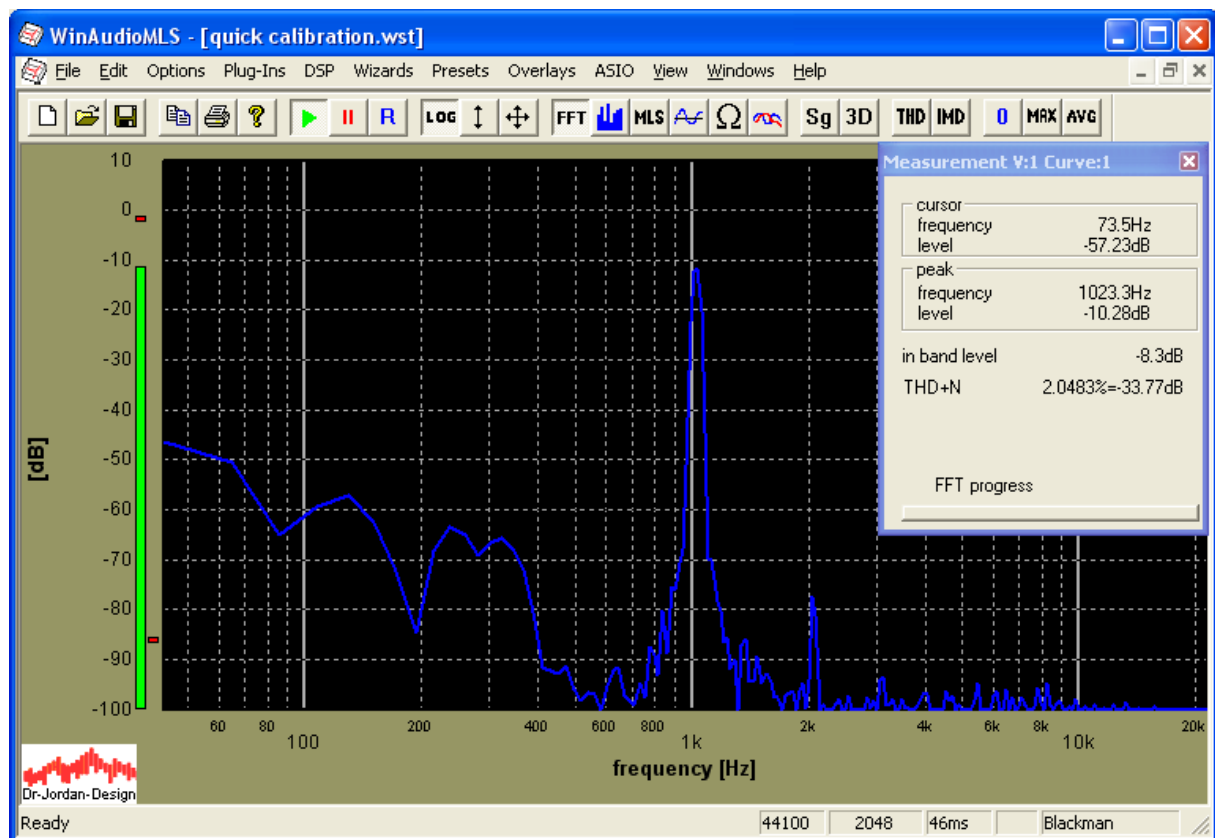 WinAudioMLS - [quick calibration.wst]
File Edit Options Plug-Ins DSP Wizards Presets Overlays ASIO View Windows Help
? R LOG FFT MLS Ω Sg 3D THD IMD 0 MAX AVG
Measurement V:1 Curve:1
cursor
frequency 73.5Hz
level -57.23dB
peak
frequency 1023.3Hz
level -10.28dB
in band level -8.3dB
THD+N 2.0483%=-33.77dB
FFT progress
10
0
-10
-20
-30
-40
-50
-60
-70
-80
-90
-100
[dB]
60 80 100 200 400 600 800 1k 2k 4k 6k 8k 10k 20k
frequency [Hz]
Dr-Jordan-Design
Ready 44100 2048 46ms Blackman